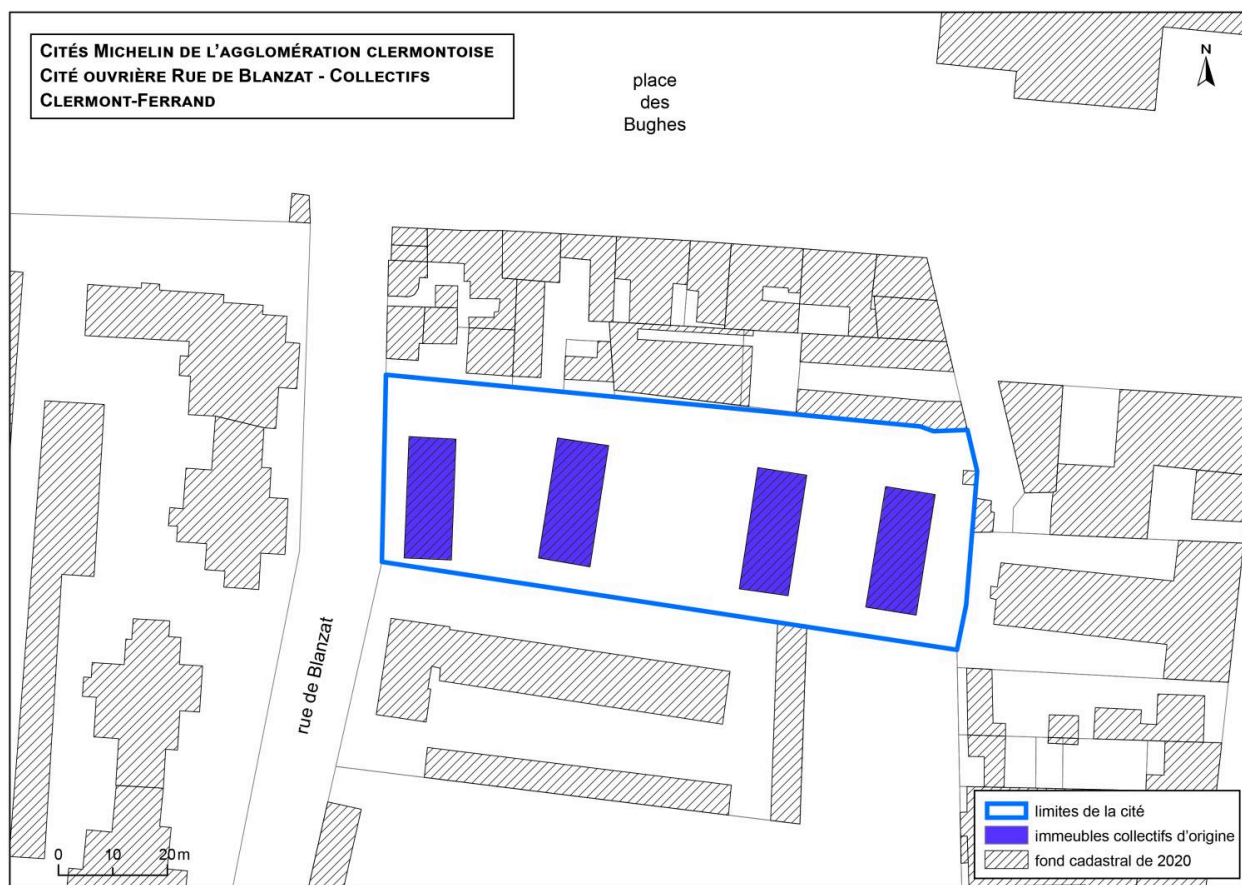 CITÉS MICHELIN DE L'AGGLOMÉRATION CLERMONTOISE
CITÉ OUVRIÈRE RUE DE BLANZAT - COLLECTIFS
CLERMONT-FERRAND
place
des
Bughes
N
rue de Blanzat
0 10 20 m
limites de la cité
immeubles collectifs d'origine
fond cadastral de 2020